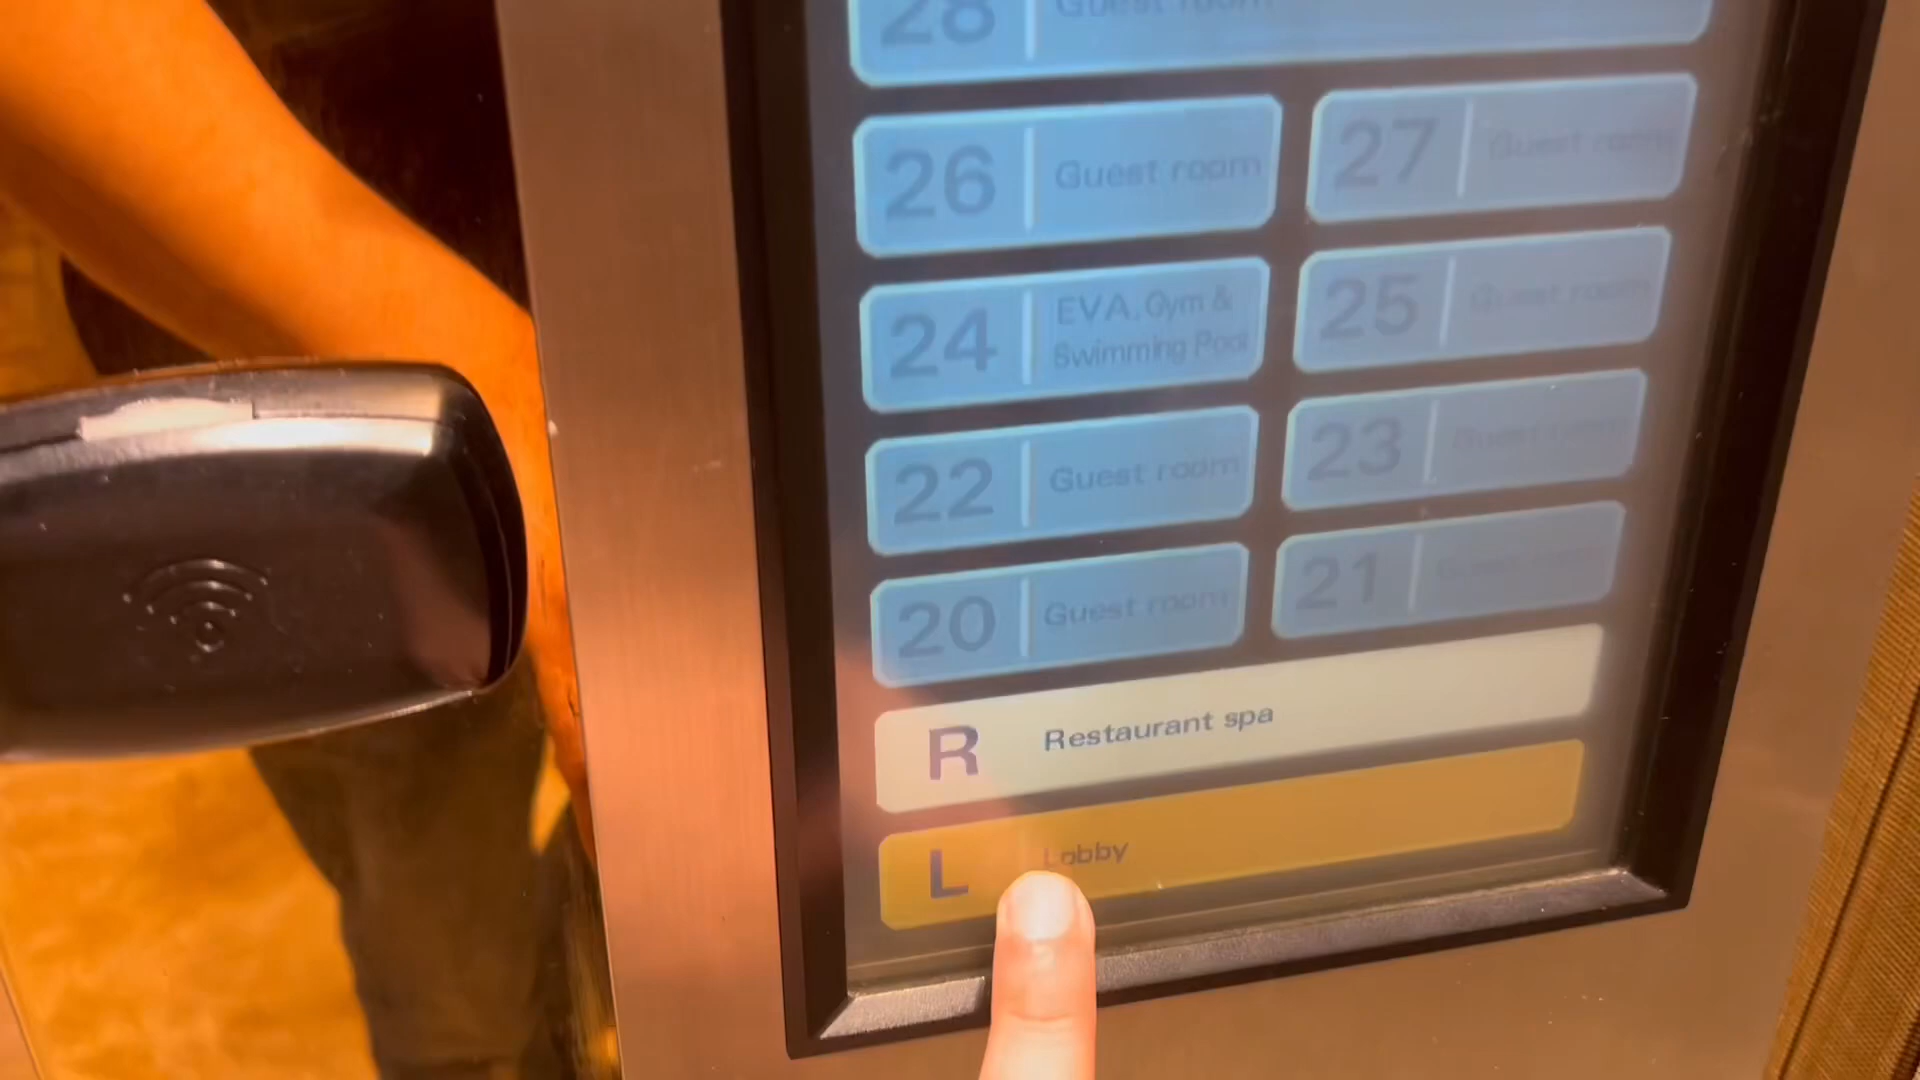 28 Guest room
26 Guest room
27 Guest room
24 EVA, Gym &
Swimming Pool
25 Guest room
22 Guest room
23 Guest room
20 Guest room
21 Guest room
R Restaurant spa
L Lobby